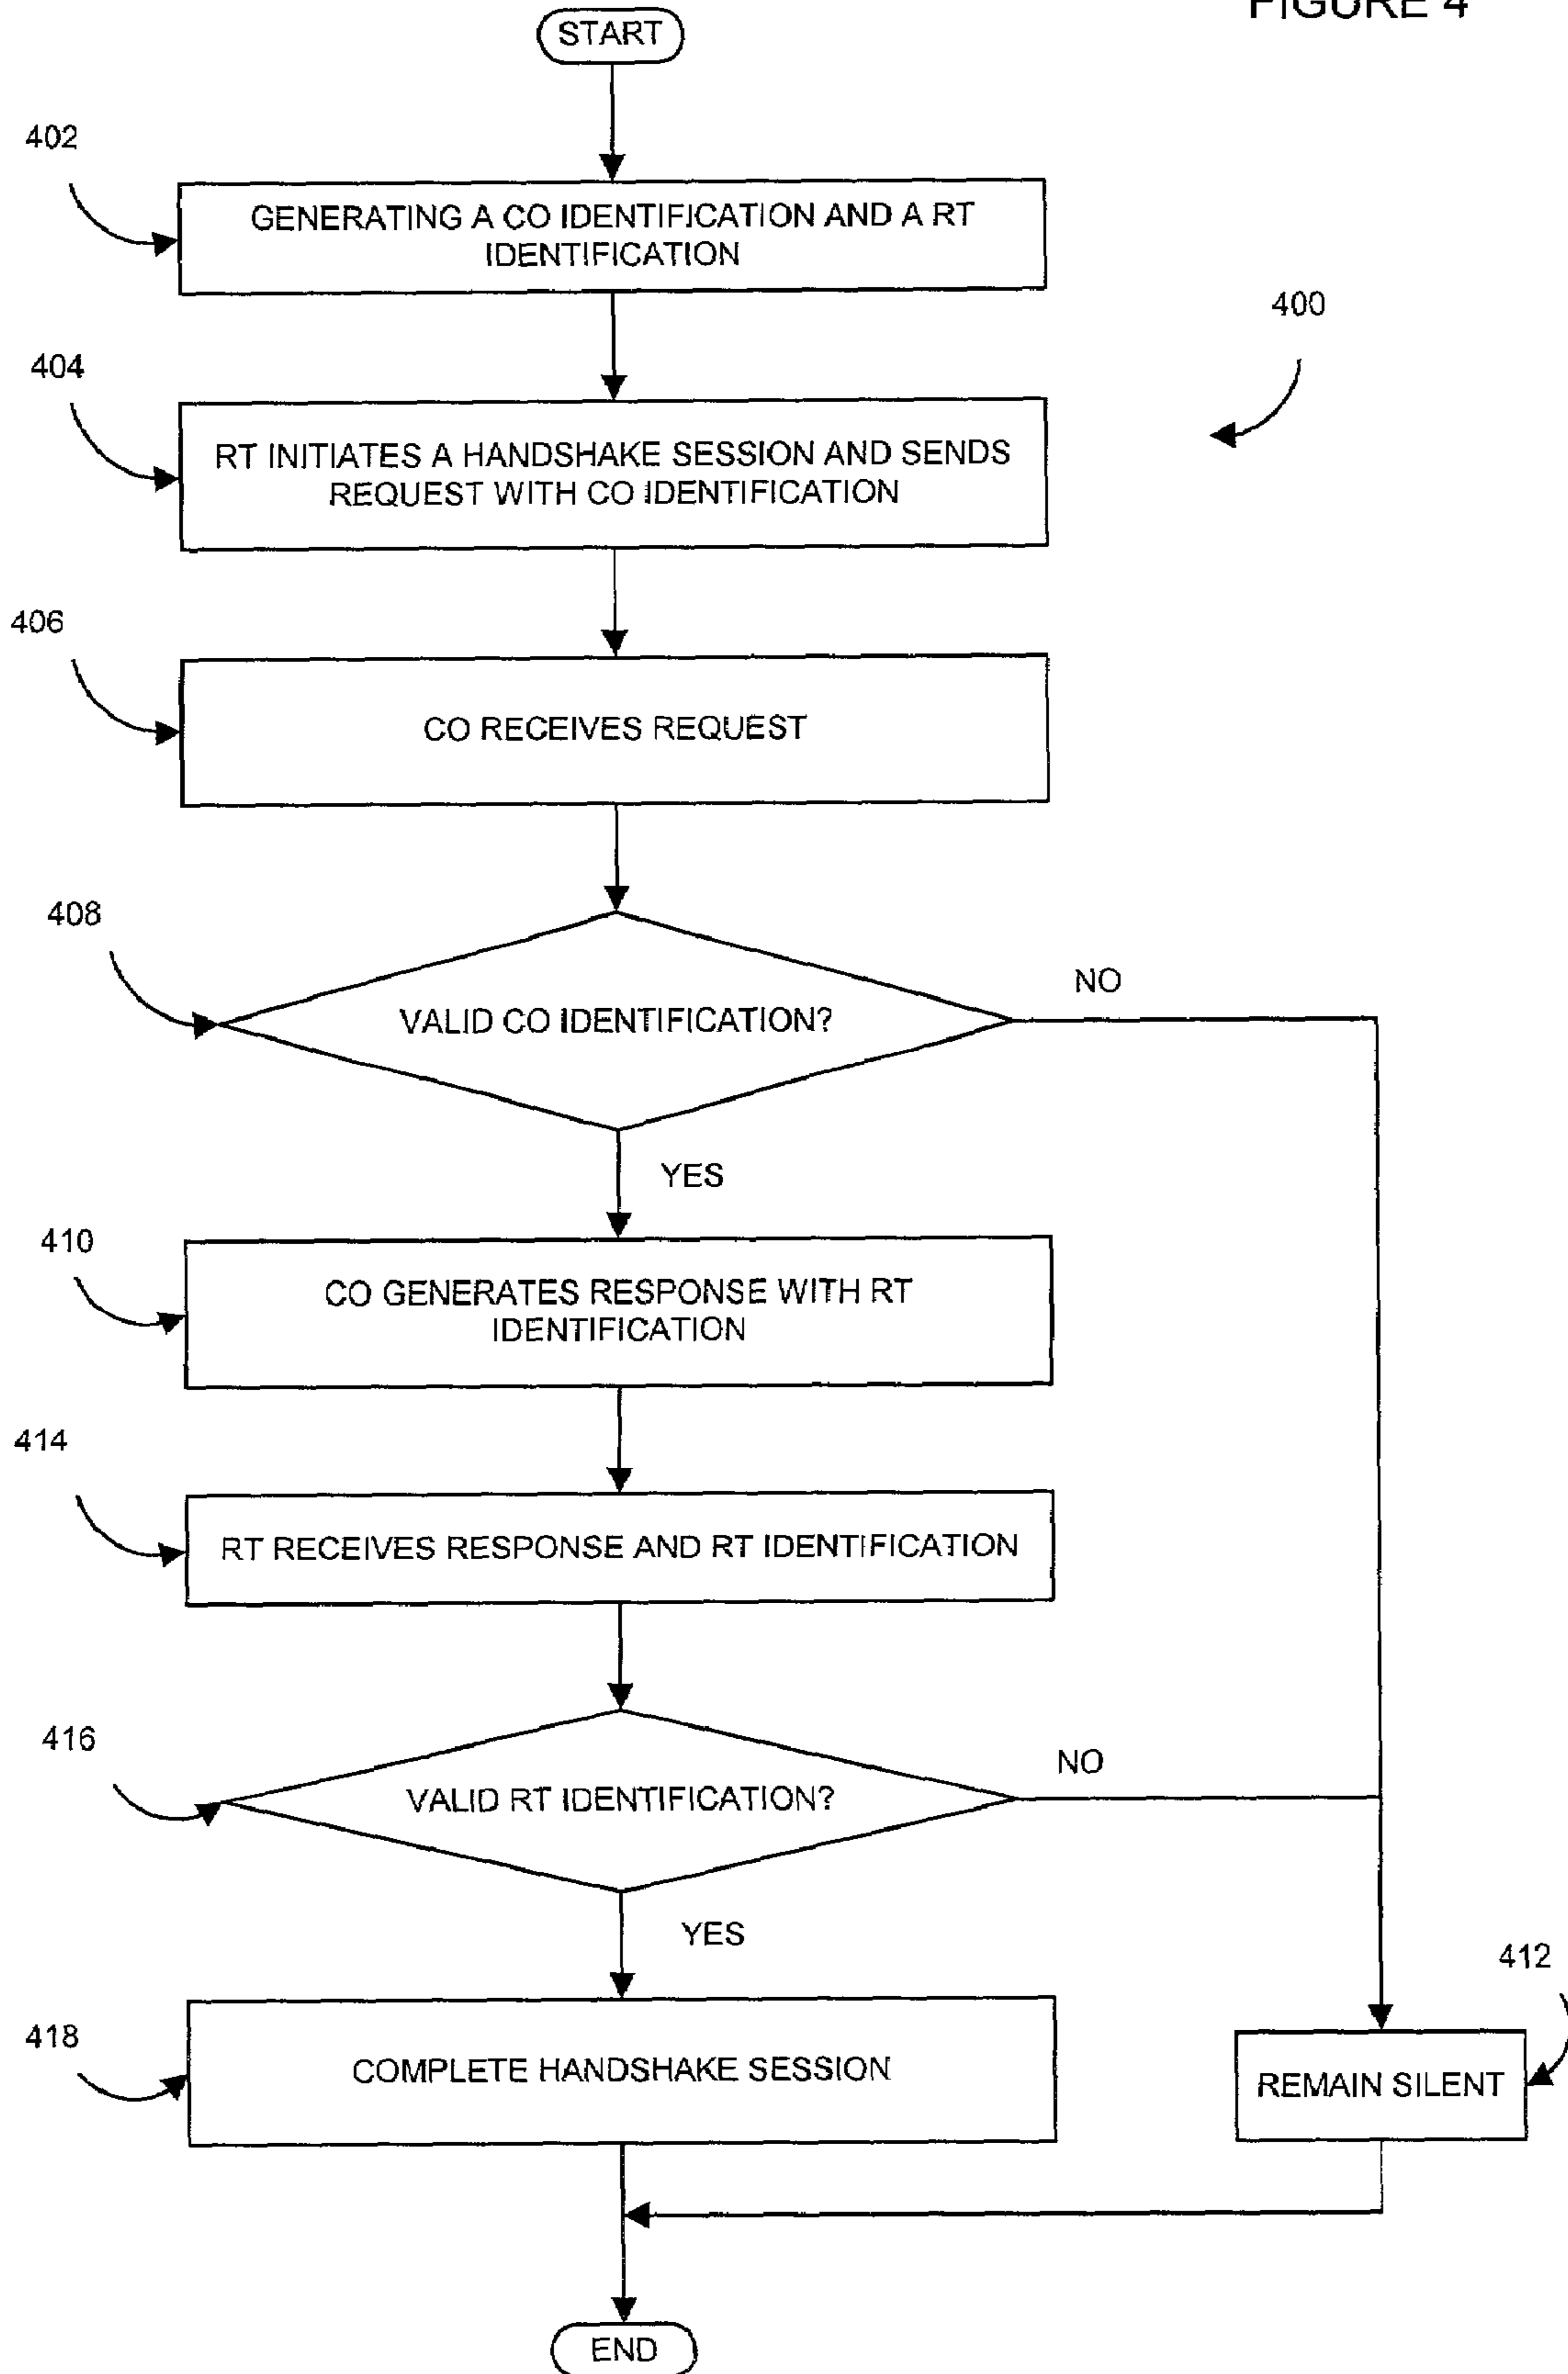 FIGURE 4
START
402
GENERATING A CO IDENTIFICATION AND A RT
IDENTIFICATION
400
404
RT INITIATES A HANDSHAKE SESSION AND SENDS
REQUEST WITH CO IDENTIFICATION
406
CO RECEIVES REQUEST
408
VALID CO IDENTIFICATION?
NO
YES
410
CO GENERATES RESPONSE WITH RT
IDENTIFICATION
414
RT RECEIVES RESPONSE AND RT IDENTIFICATION
416
VALID RT IDENTIFICATION?
NO
YES
412
418
COMPLETE HANDSHAKE SESSION
REMAIN SILENT
END